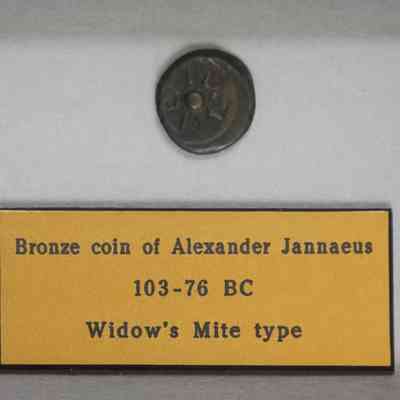 Bronze coin of Alexander Jannaeus
103-76 BC
Widow's Mite type